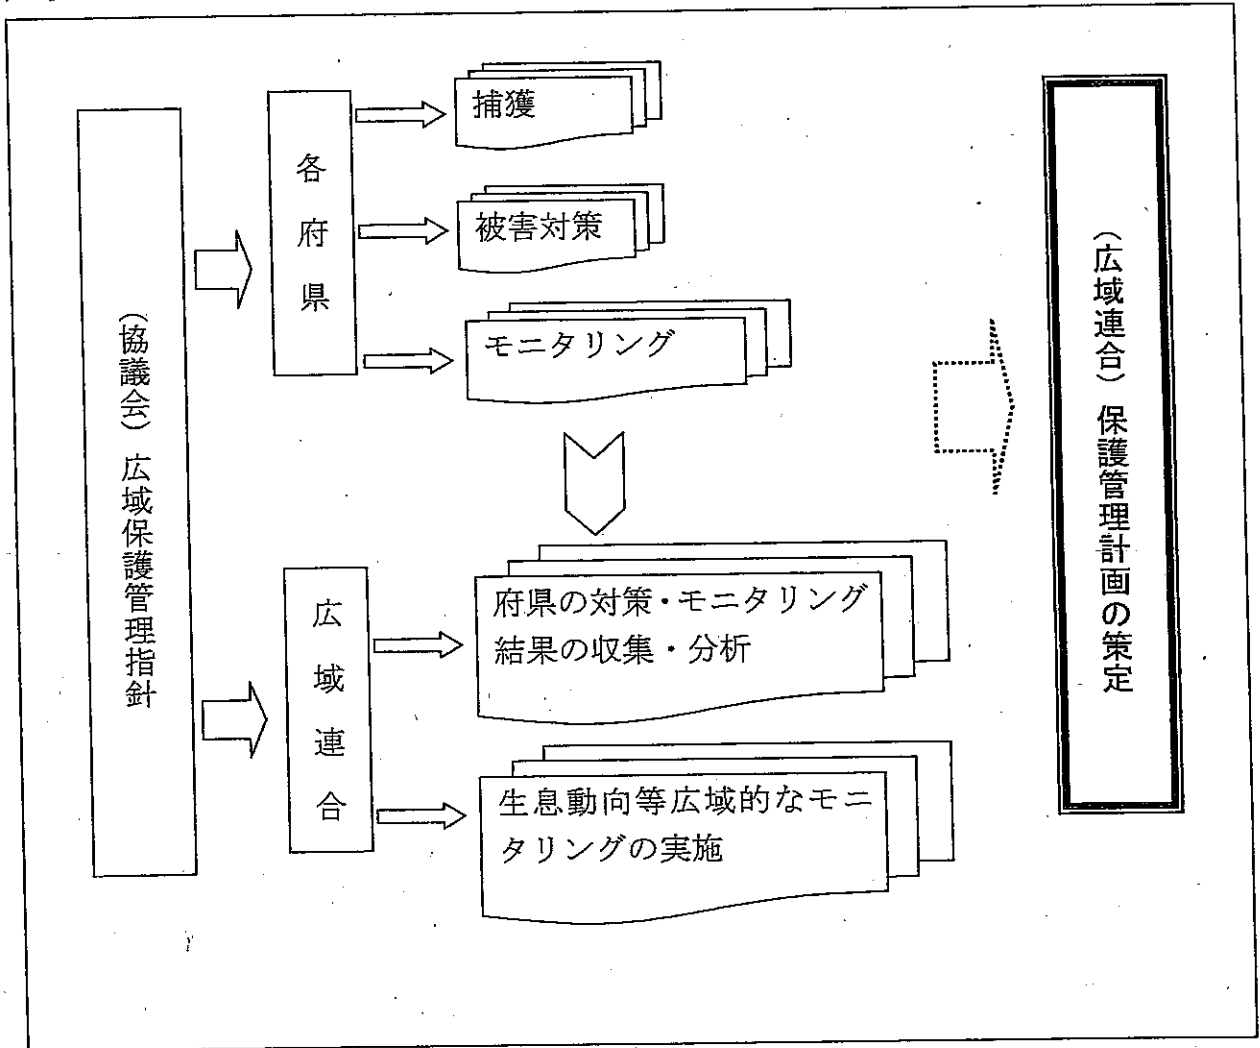 （協議会）広域保護管理指針
各府県
捕獲
被害対策
モニタリング
広域連合
府県の対策・モニタリング
結果の収集・分析
生息動向等広域的なモニ
タリングの実施
（広域連合）保護管理計画の策定